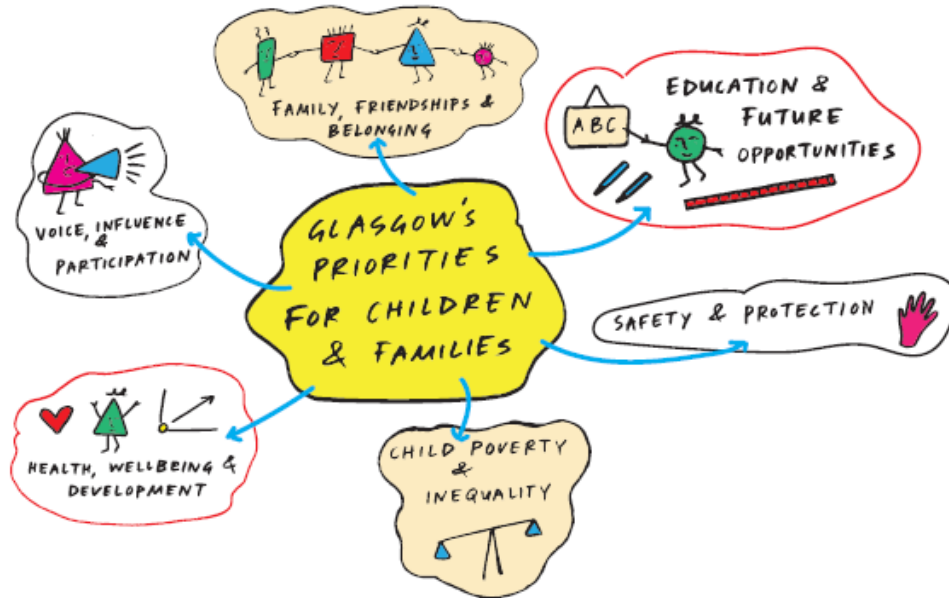 FAMILY, FRIENDSHIPS &
BELONGING
ABC
EDUCATION &
FUTURE
OPPORTUNITIES
VOICE, INFLUENCE
&
PARTICIPATION
GLASGOW'S
PRIORITIES
FOR CHILDREN
& FAMILIES
SAFETY & PROTECTION
HEALTH, WELLBRING &
DEVELOPMENT
CHILD POVERTY
&
INEQUALITY